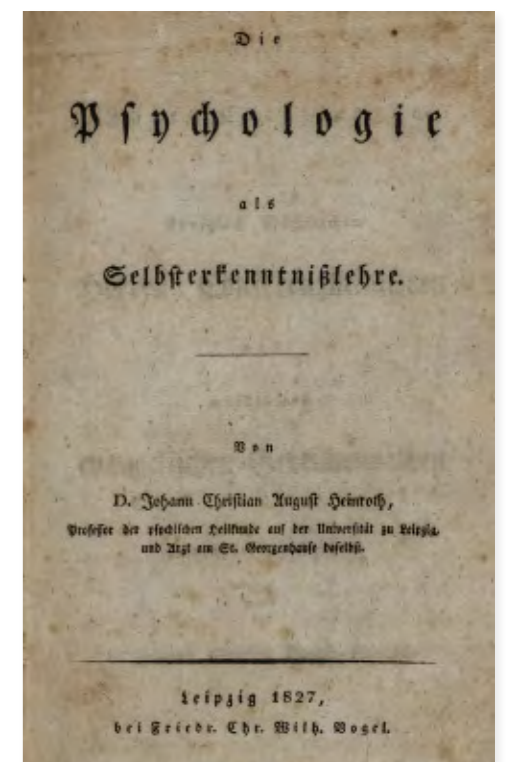 Die
Psychologie
als
Selbsterkenntnißlehre.
Von
D. Johann Christian August Heinroth,
Professor der psychischen Heilkunde auf der Universität zu Leipzig,
und Arzt am St. Georgenhause daselbst.
Leipzig 1827,
bei Friedr. Chr. Wilh. Vogel.